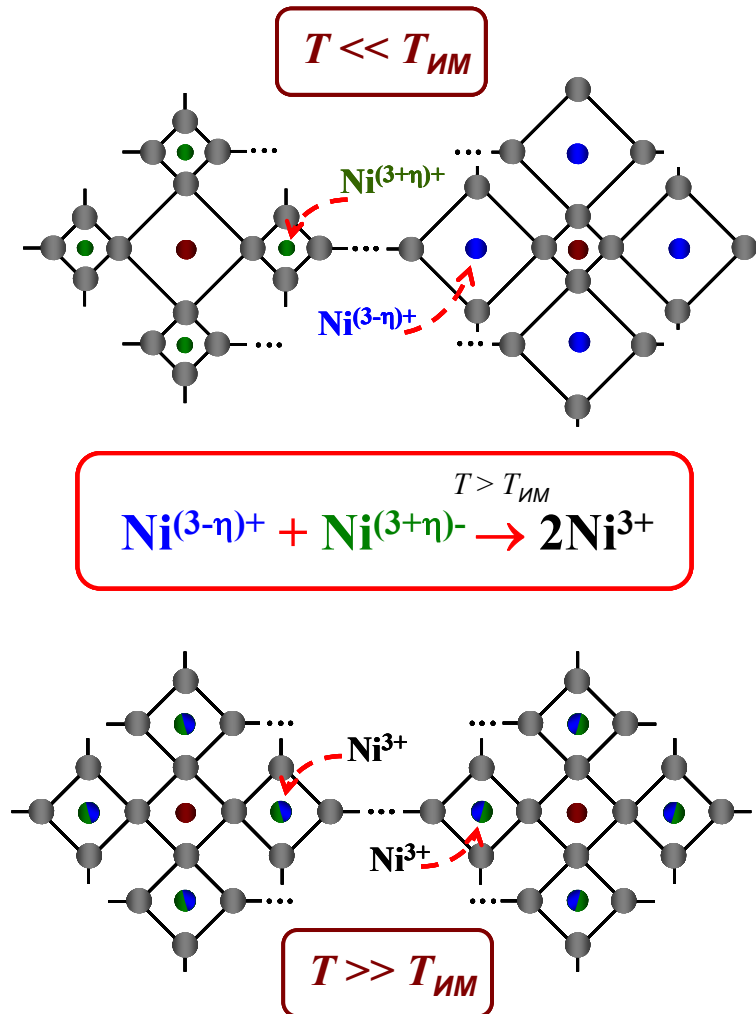 T << TИМ
Ni(3+η)+
Ni(3-η)+
T > TИМ
Ni(3-η)+ + Ni(3+η)- → 2Ni3+
Ni3+
Ni3+
T >> TИМ